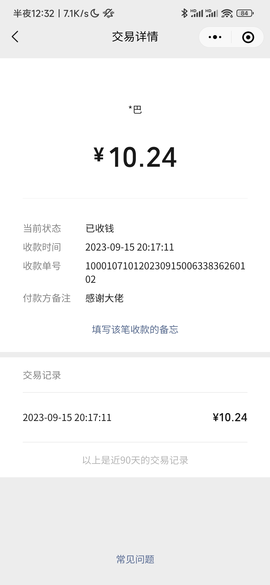 半夜12:32 | 7.1K/s
84
交易详情
*巴
¥10.24
当前状态 已收钱
收款时间 2023-09-15 20:17:11
收款单号 100010710120230915006338362601
02
付款方备注 感谢大佬
填写该笔收款的备忘
交易记录
2023-09-15 20:17:11 ¥10.24
以上是近90天的交易记录
常见问题